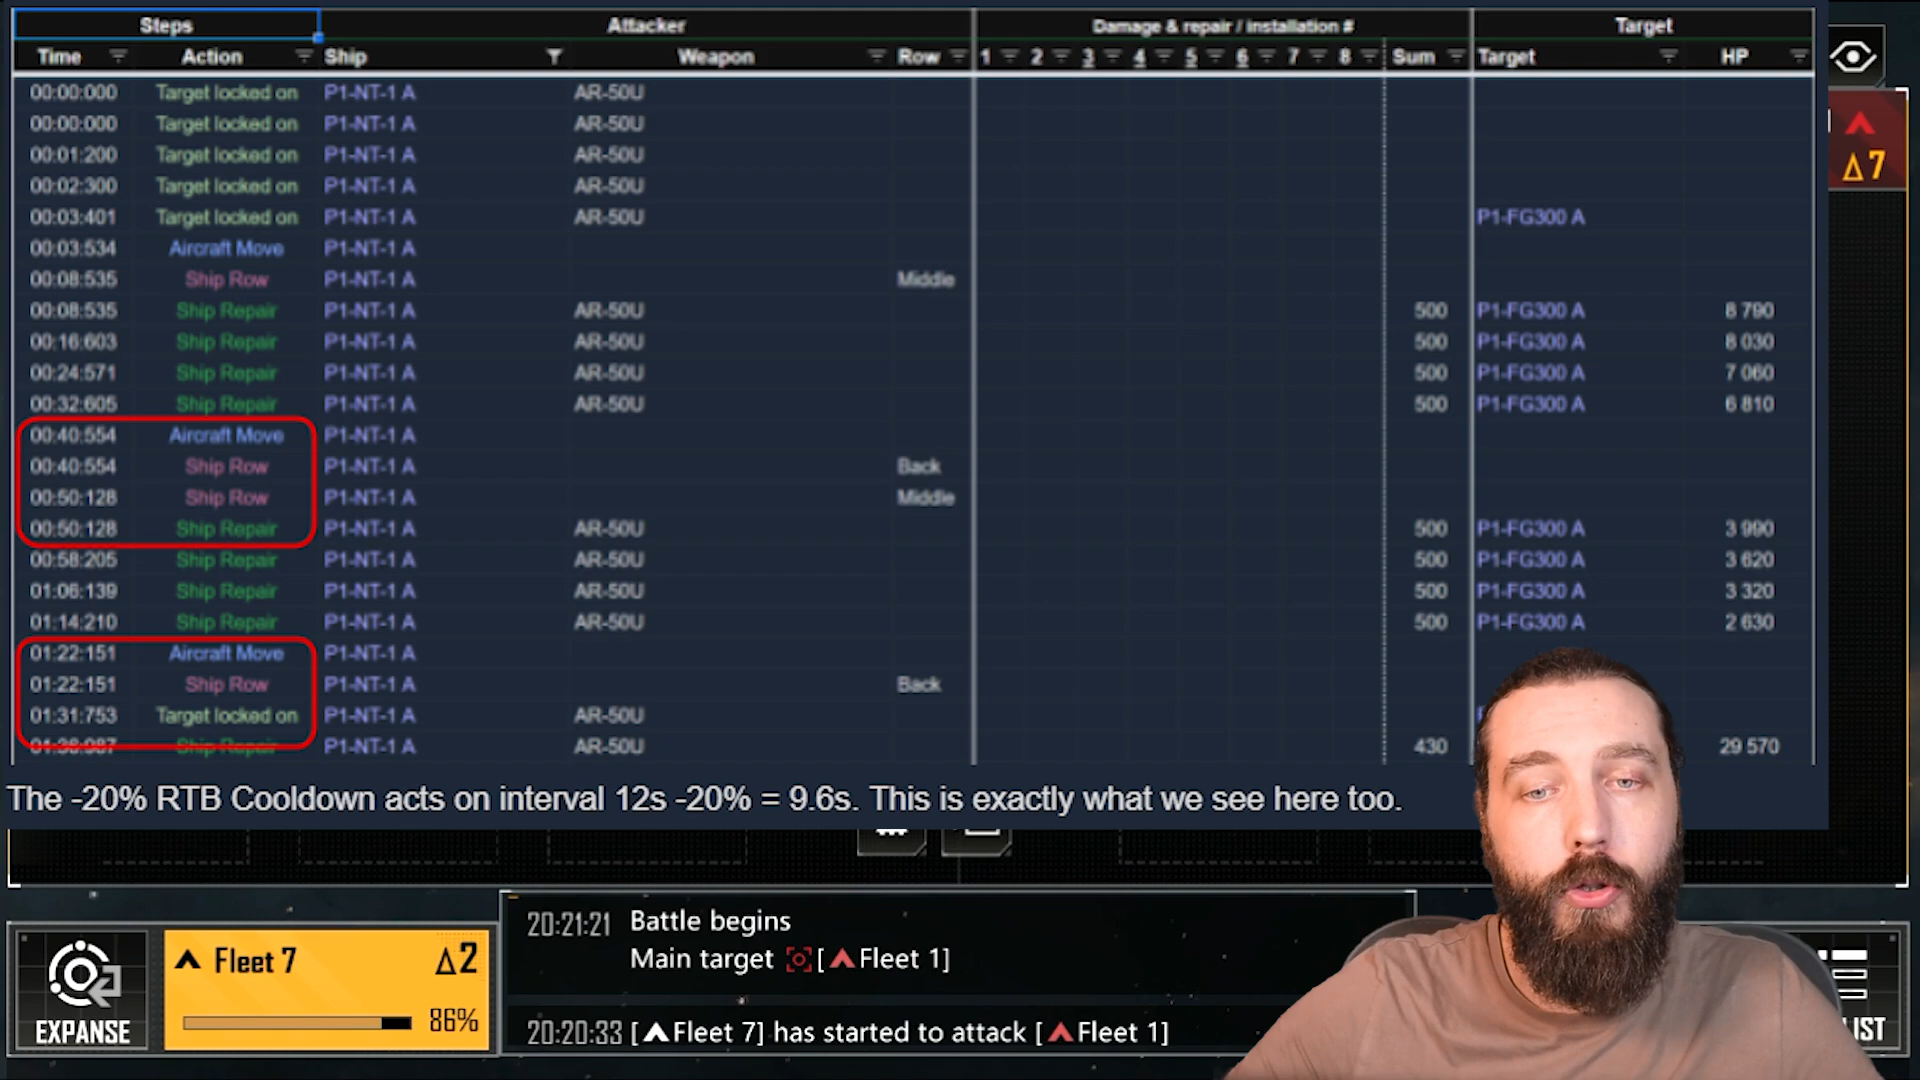 Steps Attacker Damage & repair / installation # Target
Time Action Ship Weapon Row 1 2 3 4 5 6 7 8 Sum Target HP
00:00:000 Target locked on P1-NT-1 A AR-50U
00:00:000 Target locked on P1-NT-1 A AR-50U
00:01:200 Target locked on P1-NT-1 A AR-50U
00:02:300 Target locked on P1-NT-1 A AR-50U
00:03:401 Target locked on P1-NT-1 A AR-50U P1-FG300 A
00:03:534 Aircraft Move P1-NT-1 A
00:08:535 Ship Row P1-NT-1 A Middle
00:08:535 Ship Repair P1-NT-1 A AR-50U 500 P1-FG300 A 8 790
00:16:603 Ship Repair P1-NT-1 A AR-50U 500 P1-FG300 A 8 030
00:24:571 Ship Repair P1-NT-1 A AR-50U 500 P1-FG300 A 7 060
00:32:605 Ship Repair P1-NT-1 A AR-50U 500 P1-FG300 A 6 810
00:40:554 Aircraft Move P1-NT-1 A
00:40:554 Ship Row P1-NT-1 A Back
00:50:128 Ship Row P1-NT-1 A Middle
00:50:128 Ship Repair P1-NT-1 A AR-50U 500 P1-FG300 A 3 990
00:58:205 Ship Repair P1-NT-1 A AR-50U 500 P1-FG300 A 3 620
01:06:139 Ship Repair P1-NT-1 A AR-50U 500 P1-FG300 A 3 320
01:14:210 Ship Repair P1-NT-1 A AR-50U 500 P1-FG300 A 2 630
01:22:151 Aircraft Move P1-NT-1 A
01:22:151 Ship Row P1-NT-1 A Back
01:31:753 Target locked on P1-NT-1 A AR-50U
Ship Repair P1-NT-1 A AR-50U 430 29 570
The -20% RTB Cooldown acts on interval 12s -20% = 9.6s. This is exactly what we see here too.
Δ7
EXPANSE
Fleet 7 Δ2
86%
20:21:21 Battle begins
Main target [Fleet 1]
20:20:33 [Fleet 7] has started to attack [Fleet 1]